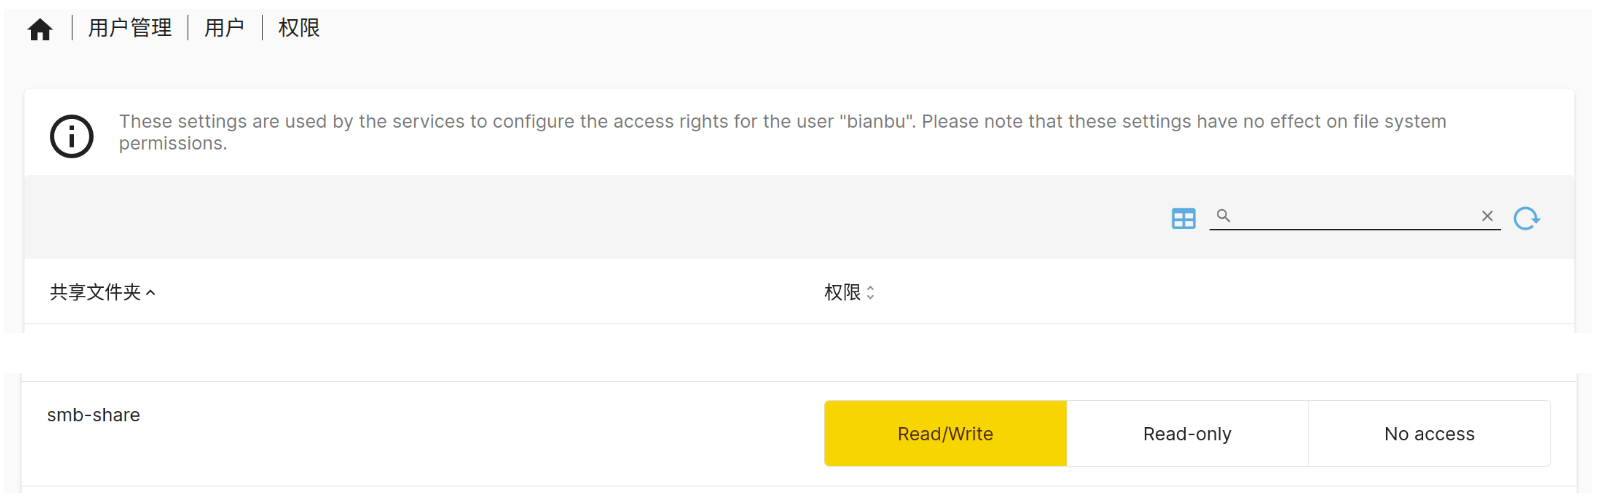 用户管理 | 用户 | 权限
These settings are used by the services to configure the access rights for the user "bianbu". Please note that these settings have no effect on file system
permissions.
共享文件夹 权限
smb-share Read/Write Read-only No access